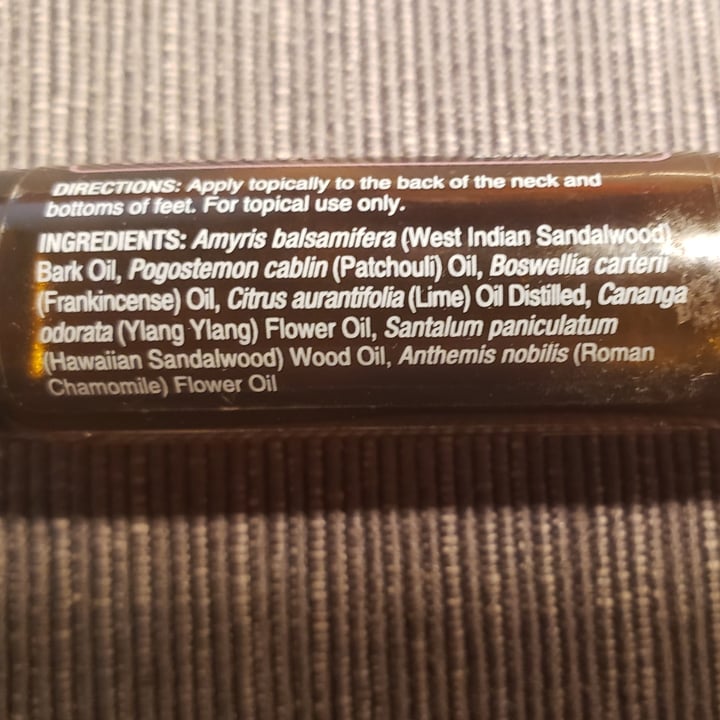 DIRECTIONS: Apply topically to the back of the neck and
bottoms of feet. For topical use only.
INGREDIENTS: Amyris balsamifera (West Indian Sandalwood)
Bark Oil, Pogostemon cablin (Patchouli) Oil, Boswellia carterii
(Frankincense) Oil, Citrus aurantifolia (Lime) Oil Distilled, Cananga
odorata (Ylang Ylang) Flower Oil, Santalum paniculatum
(Hawaiian Sandalwood) Wood Oil, Anthemis nobilis (Roman
Chamomile) Flower Oil